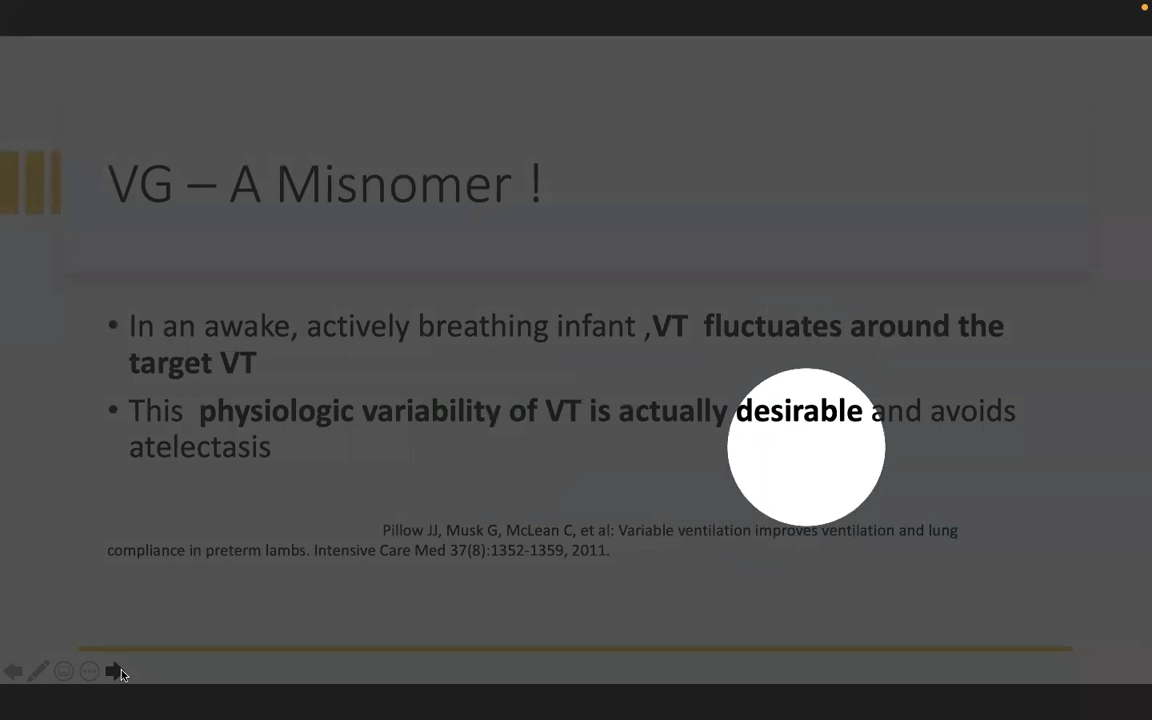 VG – A Misnomer !
• In an awake, actively breathing infant ,VT fluctuates around the
target VT
• This physiologic variability of VT is actually desirable and avoids
atelectasis
Pillow JJ, Musk G, McLean C, et al: Variable ventilation improves ventilation and lung
compliance in preterm lambs. Intensive Care Med 37(8):1352-1359, 2011.